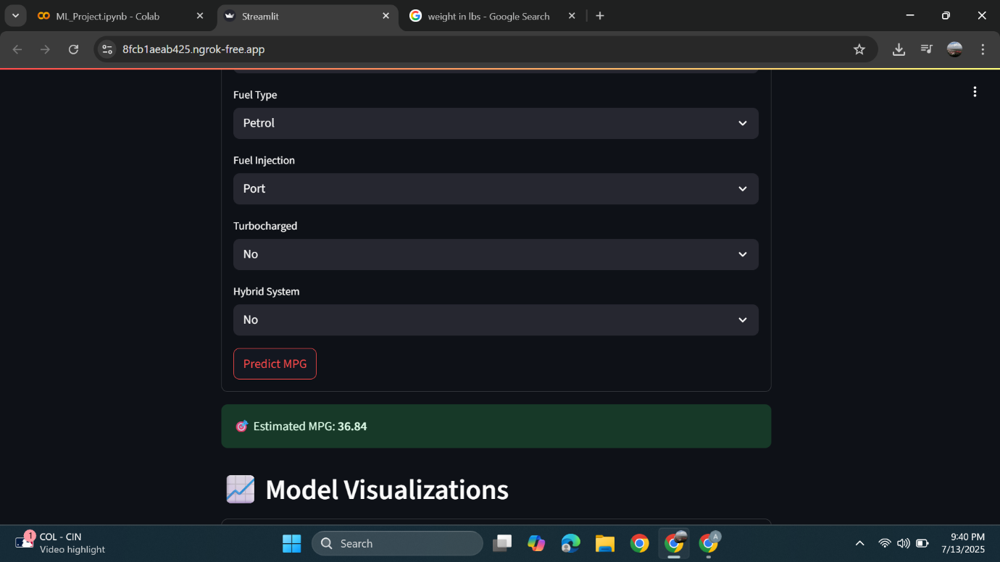 ML_Project.ipynb - Colab
Streamlit
weight in lbs - Google Search
8fcb1aeab425.ngrok-free.app
Fuel Type
Petrol
Fuel Injection
Port
Turbocharged
No
Hybrid System
No
Predict MPG
Estimated MPG: 36.84
Model Visualizations
1
COL - CIN
Video highlight
Search
A
9:40 PM
7/13/2025